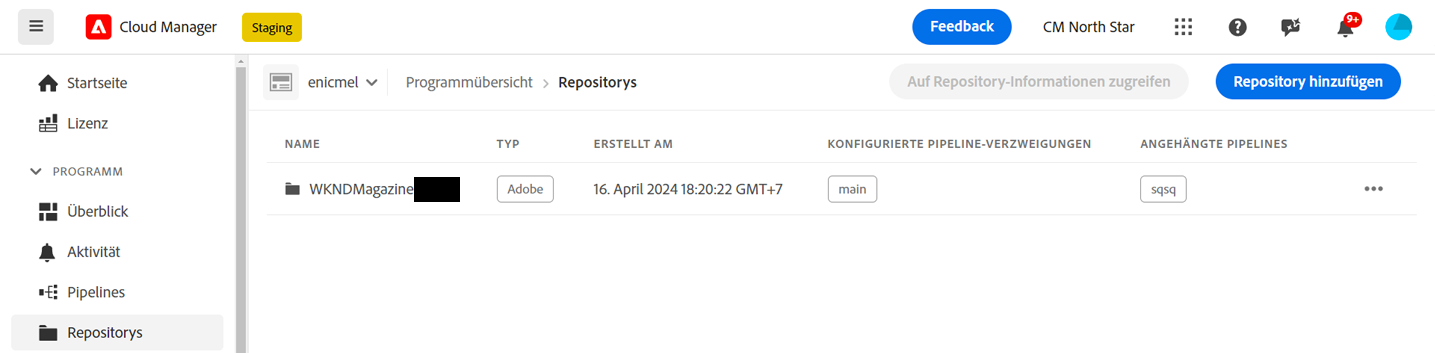 Cloud Manager Staging Feedback CM North Star 9+
Startseite
Lizenz
PROGRAMM
Überblick
Aktivität
Pipelines
Repositorys
enicmel Programmübersicht > Repositorys Auf Repository-Informationen zugreifen Repository hinzufügen
NAME TYP ERSTELLT AM KONFIGURIERTE PIPELINE-VERZWEIGUNGEN ANGEHÄNGTE PIPELINES
WKNDMagazine Adobe 16. April 2024 18:20:22 GMT+7 main sqsq